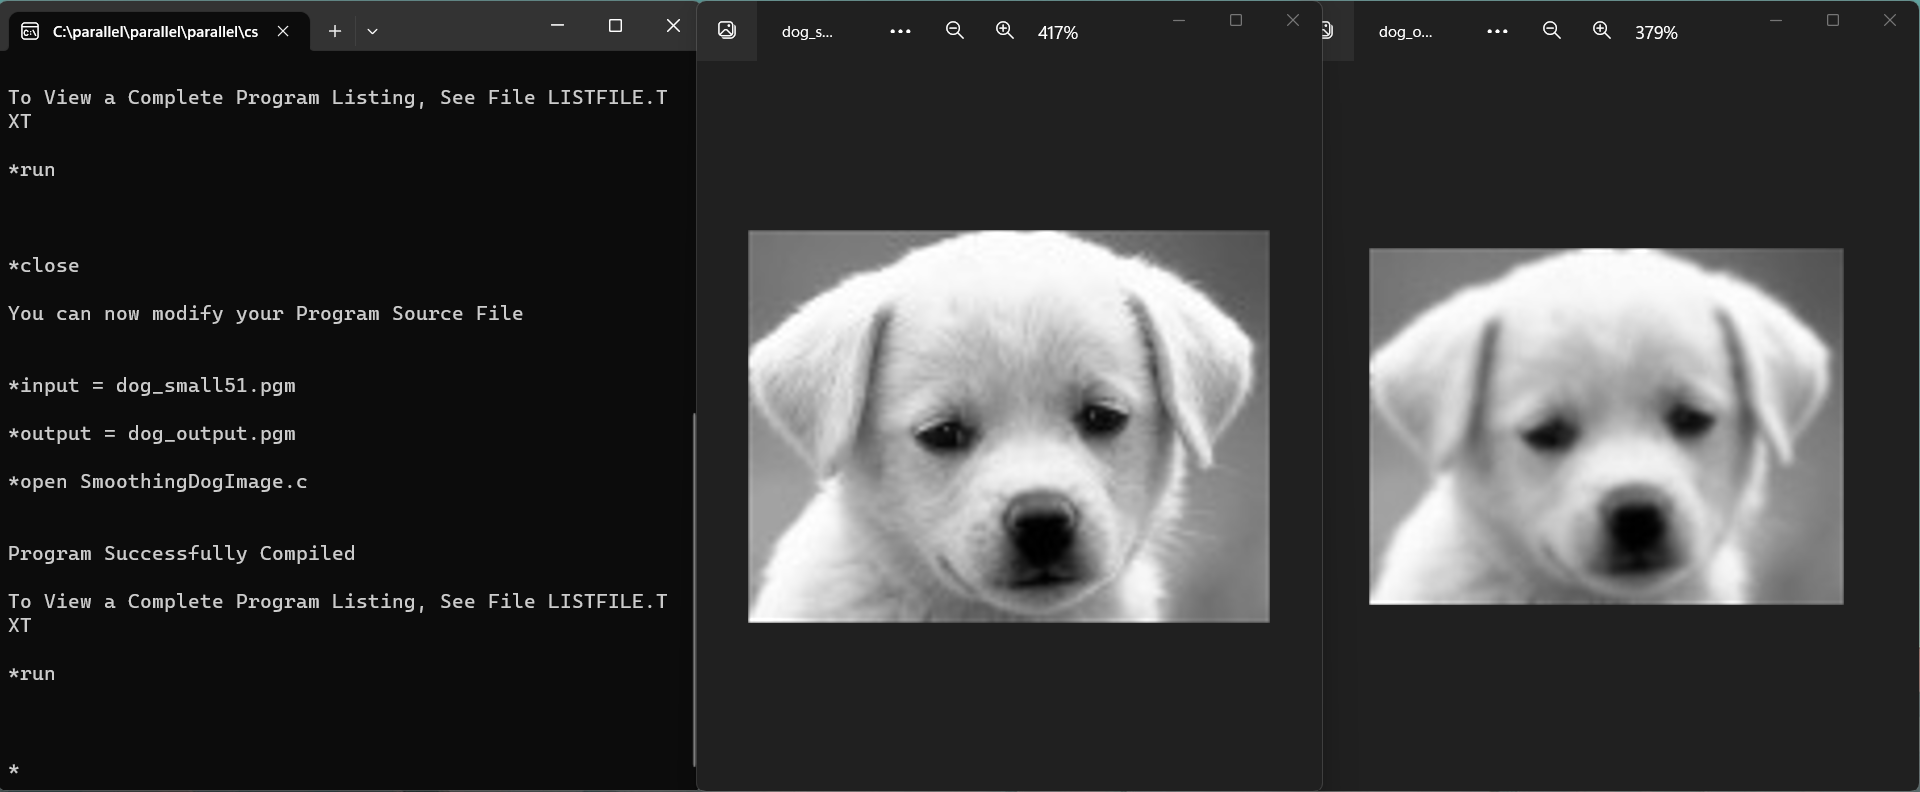 C:\parallel\parallel\parallel\cs
To View a Complete Program Listing, See File LISTFILE.T
XT
*run
*close
You can now modify your Program Source File
*input = dog_small51.pgm
*output = dog_output.pgm
*open SmoothingDogImage.c
Program Successfully Compiled
To View a Complete Program Listing, See File LISTFILE.T
XT
*run
*
dog_s...
417%
dog_o...
379%